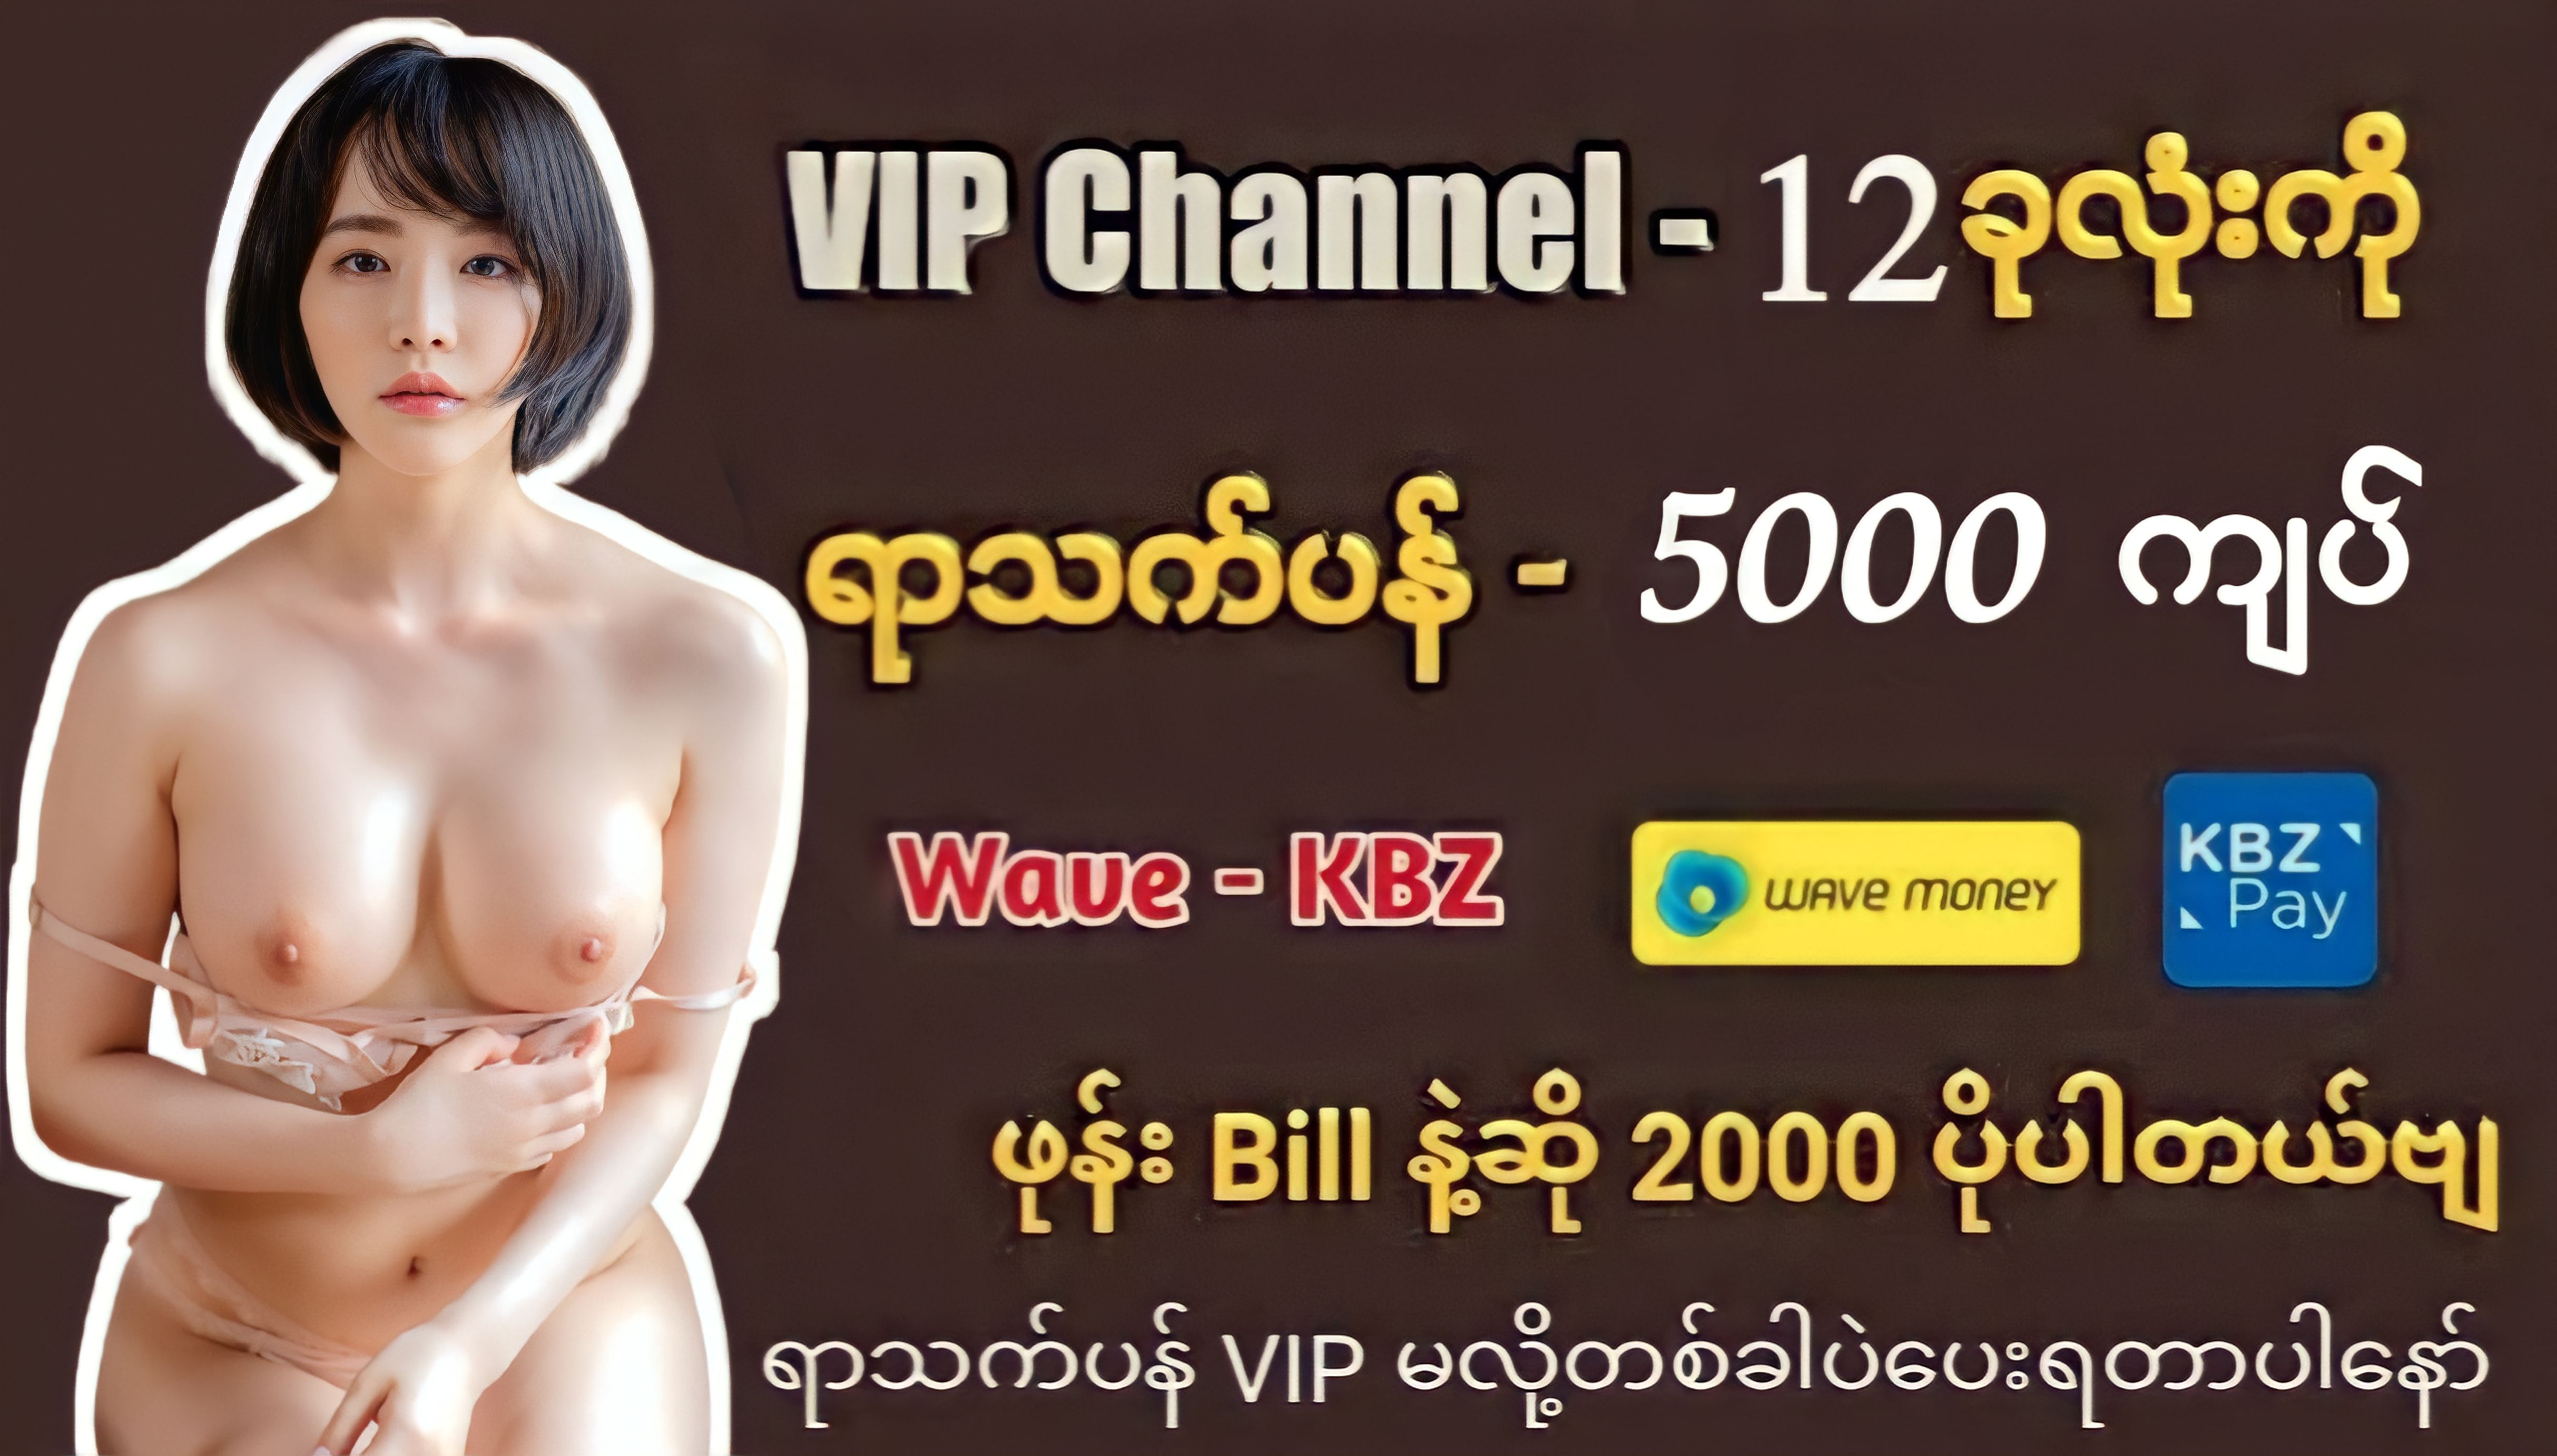 VIP Channel - 12 ခုလုံးကို
ရာသက်ပန် - 5000 ကျပ်
Wave - KBZ
WAVE MONEY
KBZ Pay
ဖုန်း Bill နဲ့ဆို 2000 ပိုပါတယ်ဗျ
ရာသက်ပန် VIP မလို့တစ်ခါပဲပေးရတာပါနော်